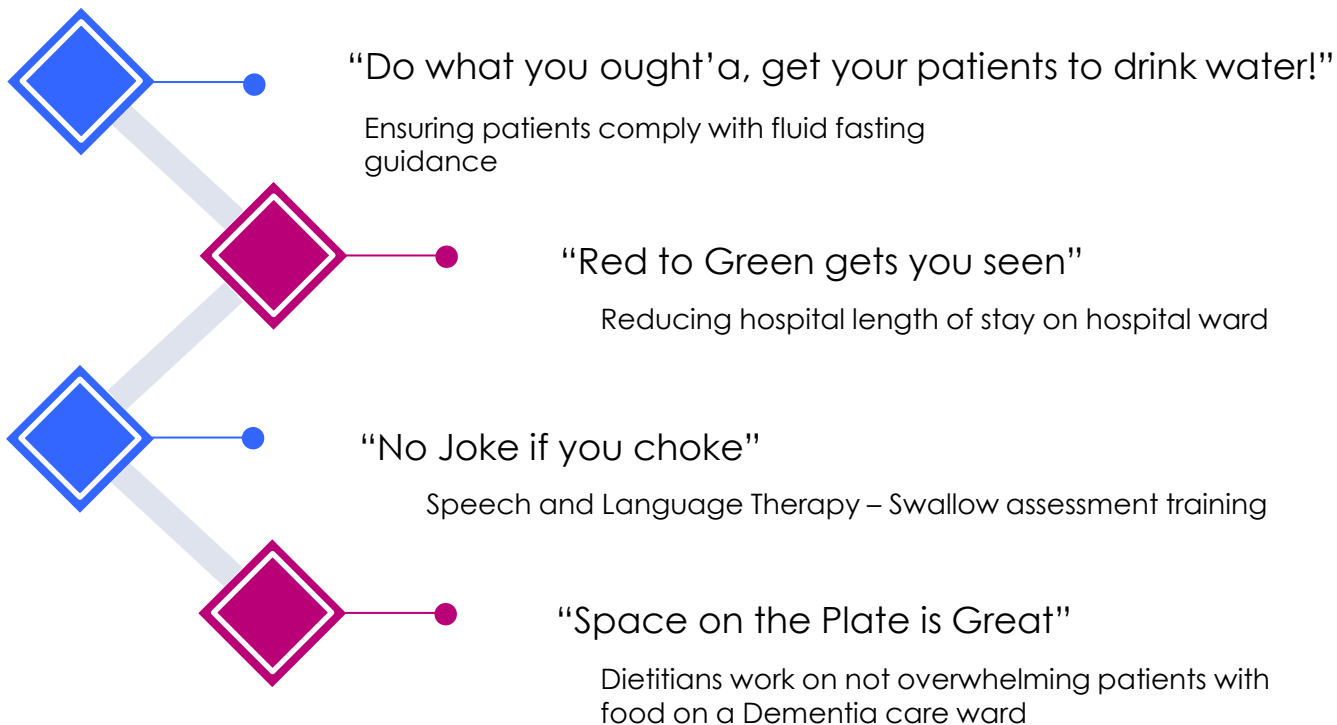 “Do what you ought’a, get your patients to drink water!”
Ensuring patients comply with fluid fasting
guidance
“Red to Green gets you seen”
Reducing hospital length of stay on hospital ward
“No Joke if you choke”
Speech and Language Therapy – Swallow assessment training
“Space on the Plate is Great”
Dietitians work on not overwhelming patients with
food on a Dementia care ward